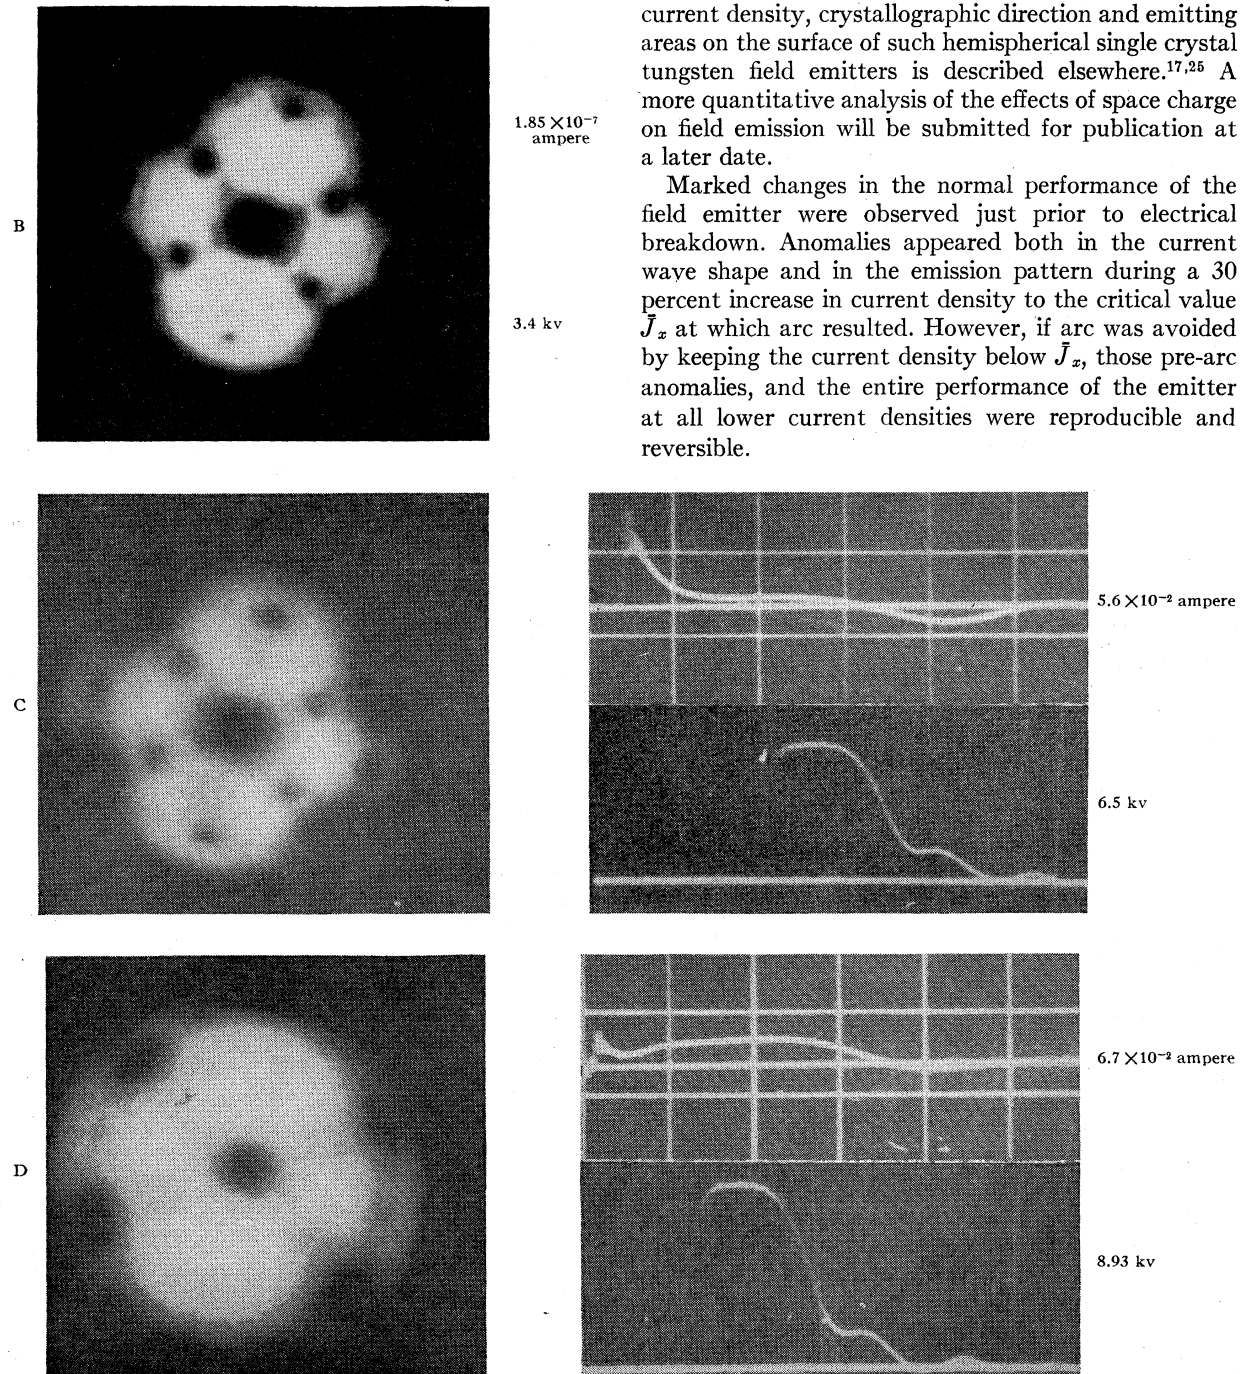 current density, crystallographic direction and emitting
areas on the surface of such hemispherical single crystal
tungsten field emitters is described elsewhere.¹⁷,²⁵ A
more quantitative analysis of the effects of space charge
on field emission will be submitted for publication at
a later date.
Marked changes in the normal performance of the
field emitter were observed just prior to electrical
breakdown. Anomalies appeared both in the current
wave shape and in the emission pattern during a 30
percent increase in current density to the critical value
J̄ₓ at which arc resulted. However, if arc was avoided
by keeping the current density below J̄ₓ, those pre-arc
anomalies, and the entire performance of the emitter
at all lower current densities were reproducible and
reversible.
B
1.85 ×10⁻⁷
ampere
3.4 kv
C
5.6 ×10⁻² ampere
6.5 kv
D
6.7 ×10⁻² ampere
8.93 kv